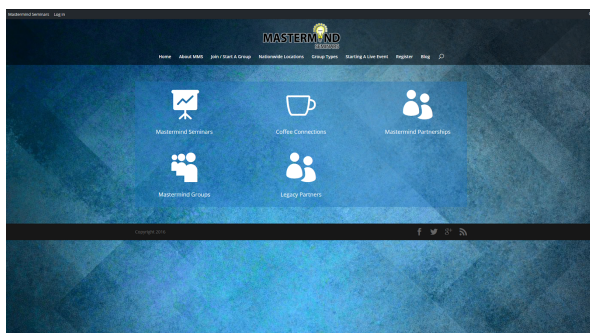 Mastermind Seminars Log In
MASTERMIND
SEMINARS
Home About MMS Join / Start A Group Nationwide Locations Group Types Starting A Live Event Register Blog
Mastermind Seminars Coffee Connections Mastermind Partnerships
Mastermind Groups Legacy Partners
Copyright 2016